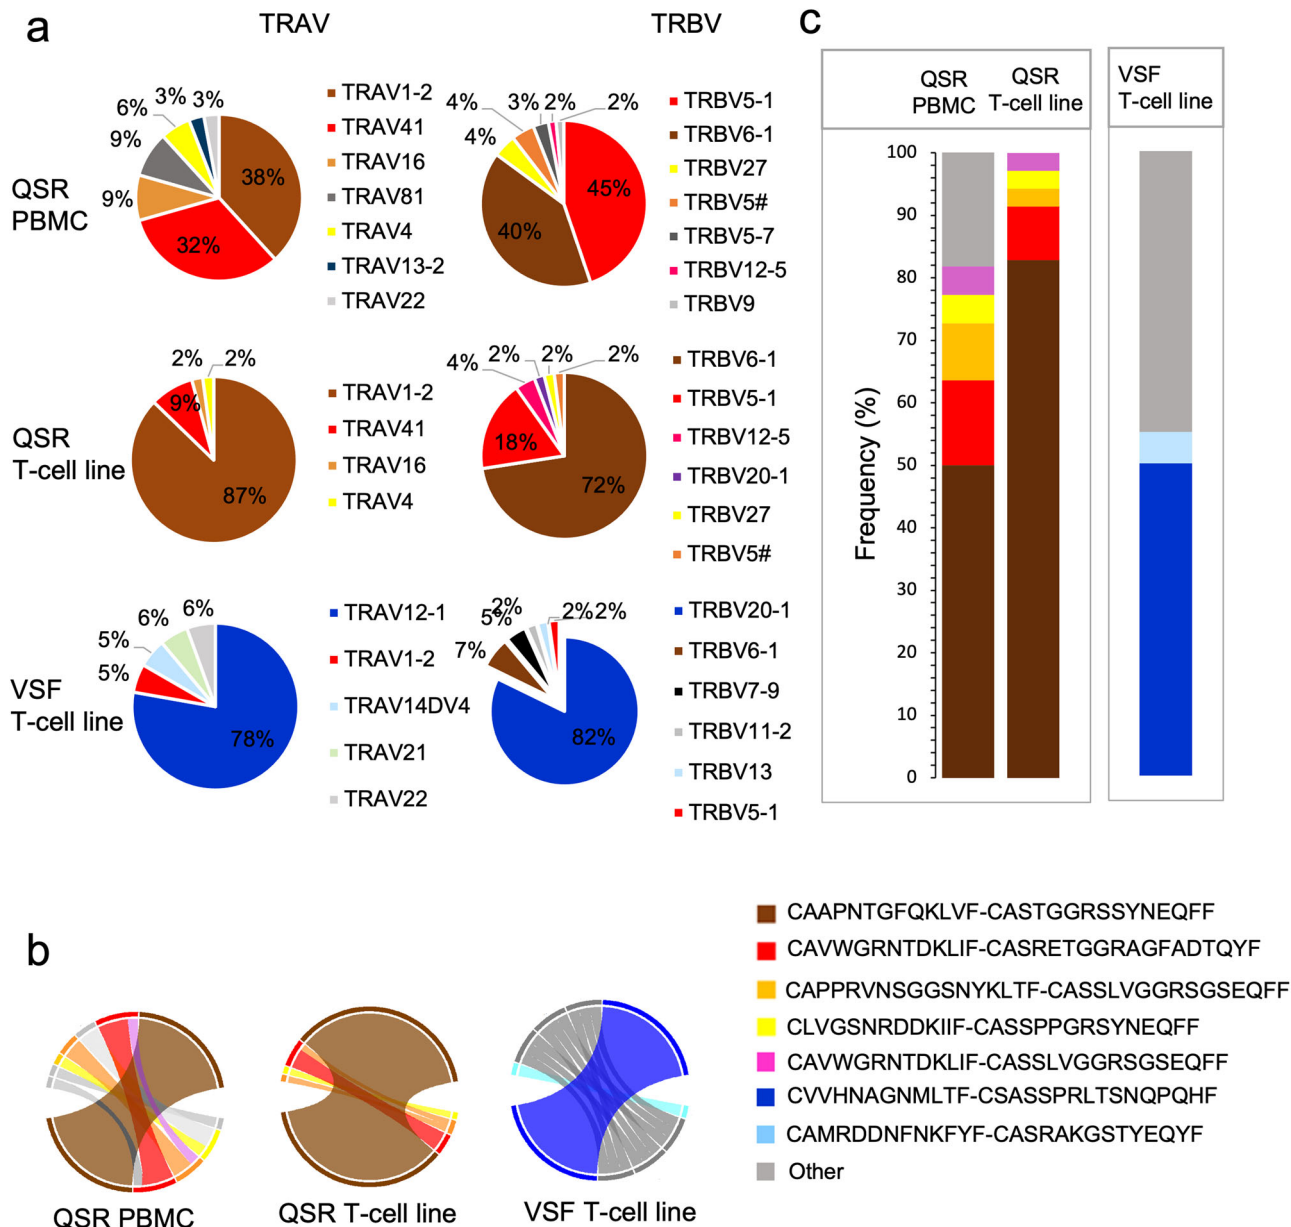 a
TRAV
TRBV
c
QSR
PBMC
38%
32%
9%
9%
6%
3%
3%
TRAV1-2
TRAV41
TRAV16
TRAV81
TRAV4
TRAV13-2
TRAV22
45%
40%
4%
4%
3%
2%
2%
TRBV5-1
TRBV6-1
TRBV27
TRBV5#
TRBV5-7
TRBV12-5
TRBV9
QSR
T-cell line
87%
9%
2%
2%
TRAV1-2
TRAV41
TRAV16
TRAV4
72%
18%
4%
2%
2%
2%
TRBV6-1
TRBV5-1
TRBV12-5
TRBV20-1
TRBV27
TRBV5#
VSF
T-cell line
78%
5%
5%
6%
6%
TRAV12-1
TRAV1-2
TRAV14DV4
TRAV21
TRAV22
82%
7%
5%
2%
2%
2%
TRBV20-1
TRBV6-1
TRBV7-9
TRBV11-2
TRBV13
TRBV5-1
QSR
PBMC
QSR
T-cell line
VSF
T-cell line
Frequency (%)
100
90
80
70
60
50
40
30
20
10
0
b
QSR PBMC
QSR T-cell line
VSF T-cell line
CAAPNTGFQKLVF-CASTGGRSSYNEQFF
CAVWGRNTDKLIF-CASRETGGRAGFADTQYF
CAPPRVNSGGSNYKLTF-CASSLVGGRSGSEQFF
CLVGSNRDDKIIF-CASSPPGRSYNEQFF
CAVWGRNTDKLIF-CASSLVGGRSGSEQFF
CVVHNAGNMLTF-CSASSPRLTSNQPQHF
CAMRDDNFNKFYF-CASRAKGSTYEQYF
Other